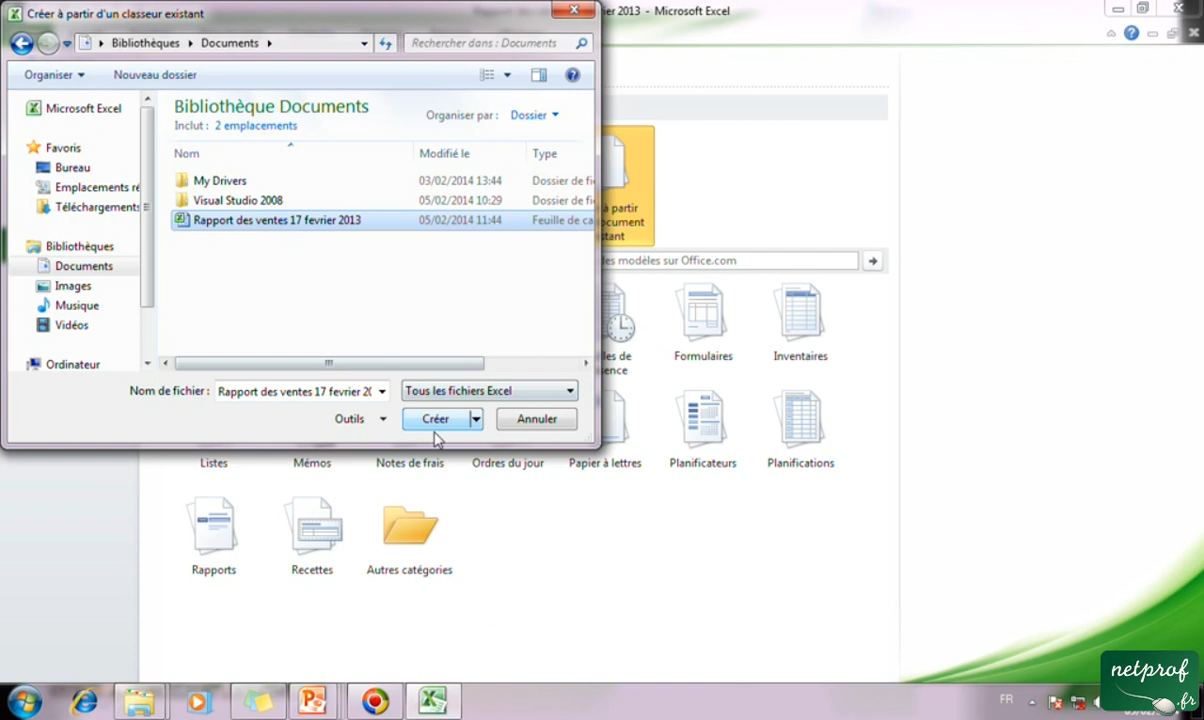 Créer à partir d'un classeur existant
rier 2013 - Microsoft Excel
Bibliothèques
Documents
Rechercher dans : Documents
Organiser
Nouveau dossier
Microsoft Excel
Bibliothèque Documents
Inclut : 2 emplacements
Organiser par : Dossier
Favoris
Bureau
Emplacements ré
Téléchargements
Bibliothèques
Documents
Images
Musique
Vidéos
Ordinateur
Nom
Modifié le
Type
My Drivers
03/02/2014 13:44
Dossier de fi
Visual Studio 2008
05/02/2014 10:29
Dossier de fi
Rapport des ventes 17 fevrier 2013
05/02/2014 11:44
Feuille de ca
Nom de fichier :
Rapport des ventes 17 fevrier 20
Tous les fichiers Excel
Outils
Créer
Annuler
à partir
ocument
stant
des modèles sur Office.com
les de
sence
Formulaires
Inventaires
Listes
Mémos
Notes de frais
Ordres du jour
Papier à lettres
Planificateurs
Planifications
Rapports
Recettes
Autres catégories
FR
netprof
.fr